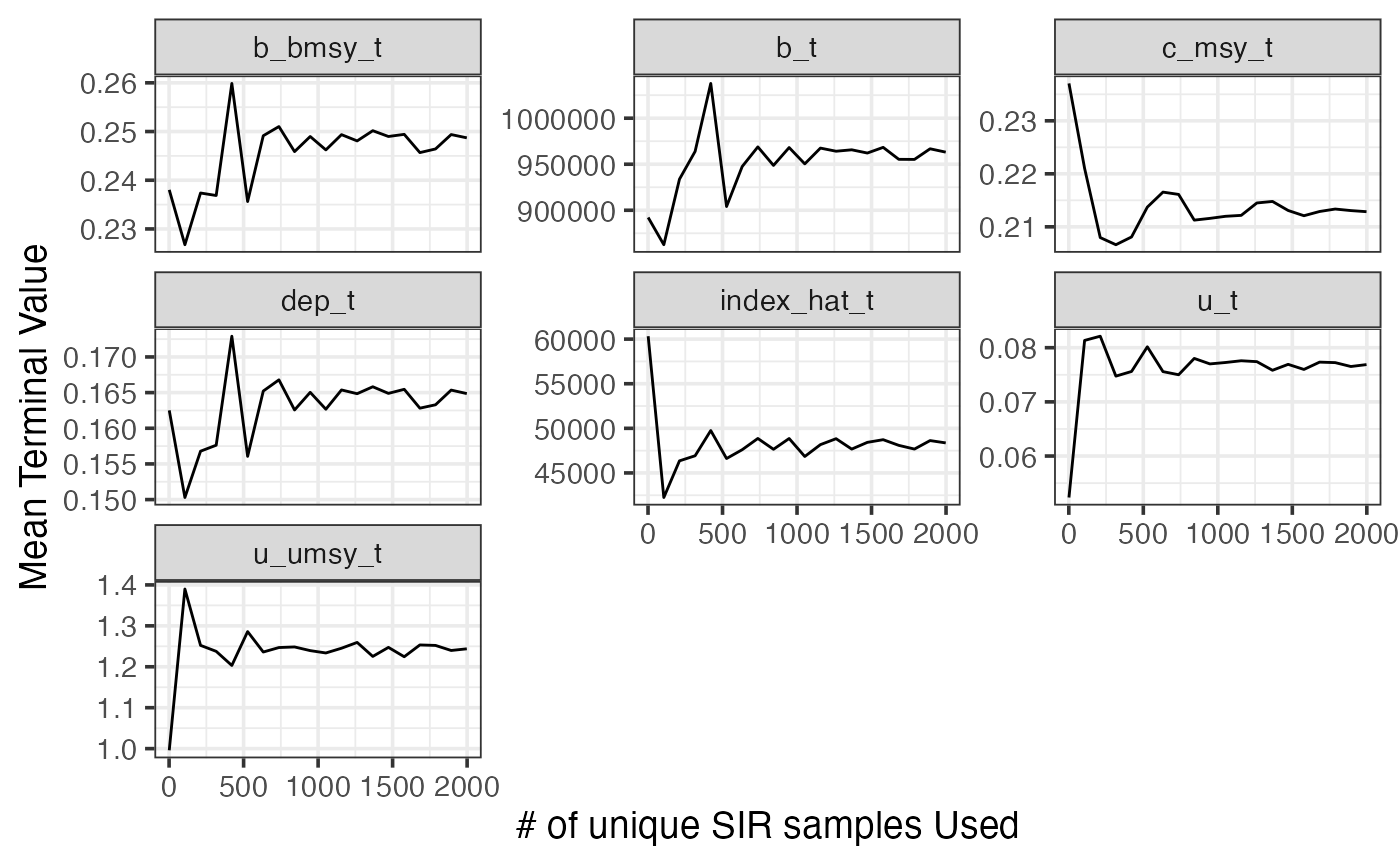 b_bmsy_t
b_t
c_msy_t
0.26
0.25
0.24
0.23
1000000
950000
900000
0.23
0.22
0.21
Mean Terminal Value
dep_t
index_hat_t
u_t
0.170
0.165
0.160
0.155
0.150
60000
55000
50000
45000
0.08
0.07
0.06
0 500 1000 1500 2000
0 500 1000 1500 2000
u_umsy_t
1.4
1.3
1.2
1.1
1.0
0 500 1000 1500 2000
# of unique SIR samples Used